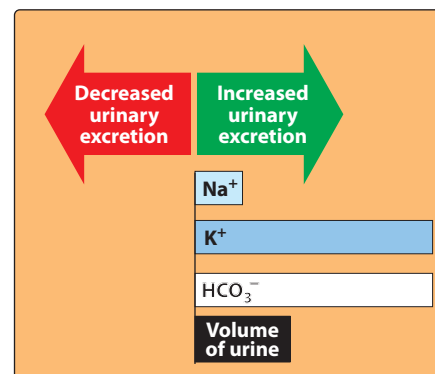 Decreased
urinary
excretion
Increased
urinary
excretion
Na⁺
K⁺
HCO₃⁻
Volume
of urine